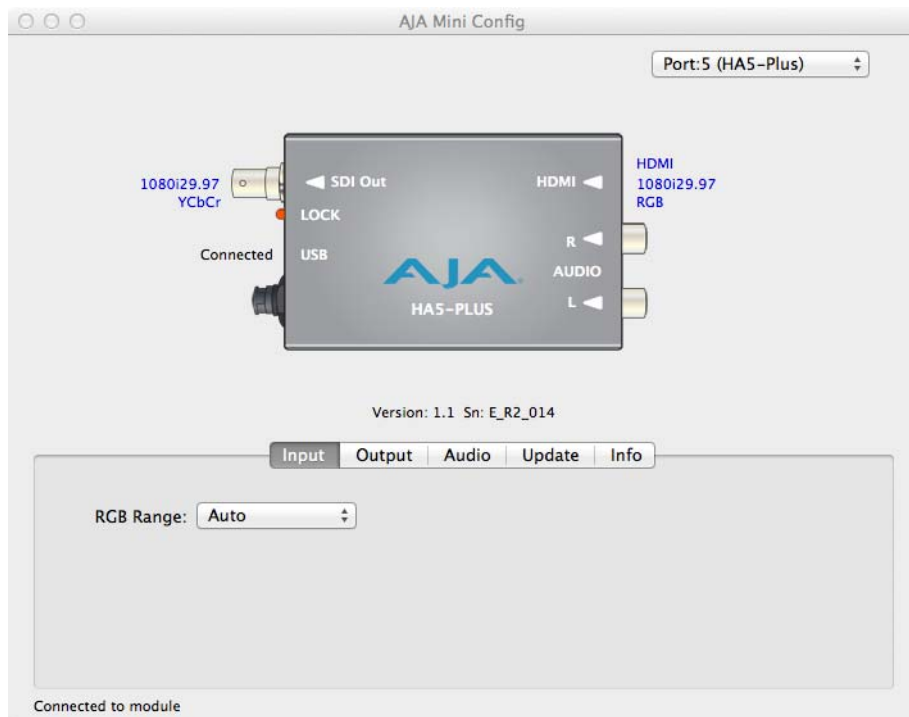 AJA Mini Config
Port:5 (HA5-Plus)
1080i29.97
YCbCr
SDI Out
HDMI
HDMI
1080i29.97
RGB
LOCK
Connected
USB
R
AUDIO
AJA
L
HA5-PLUS
Version: 1.1 Sn: E_R2_014
Input Output Audio Update Info
RGB Range: Auto
Connected to module